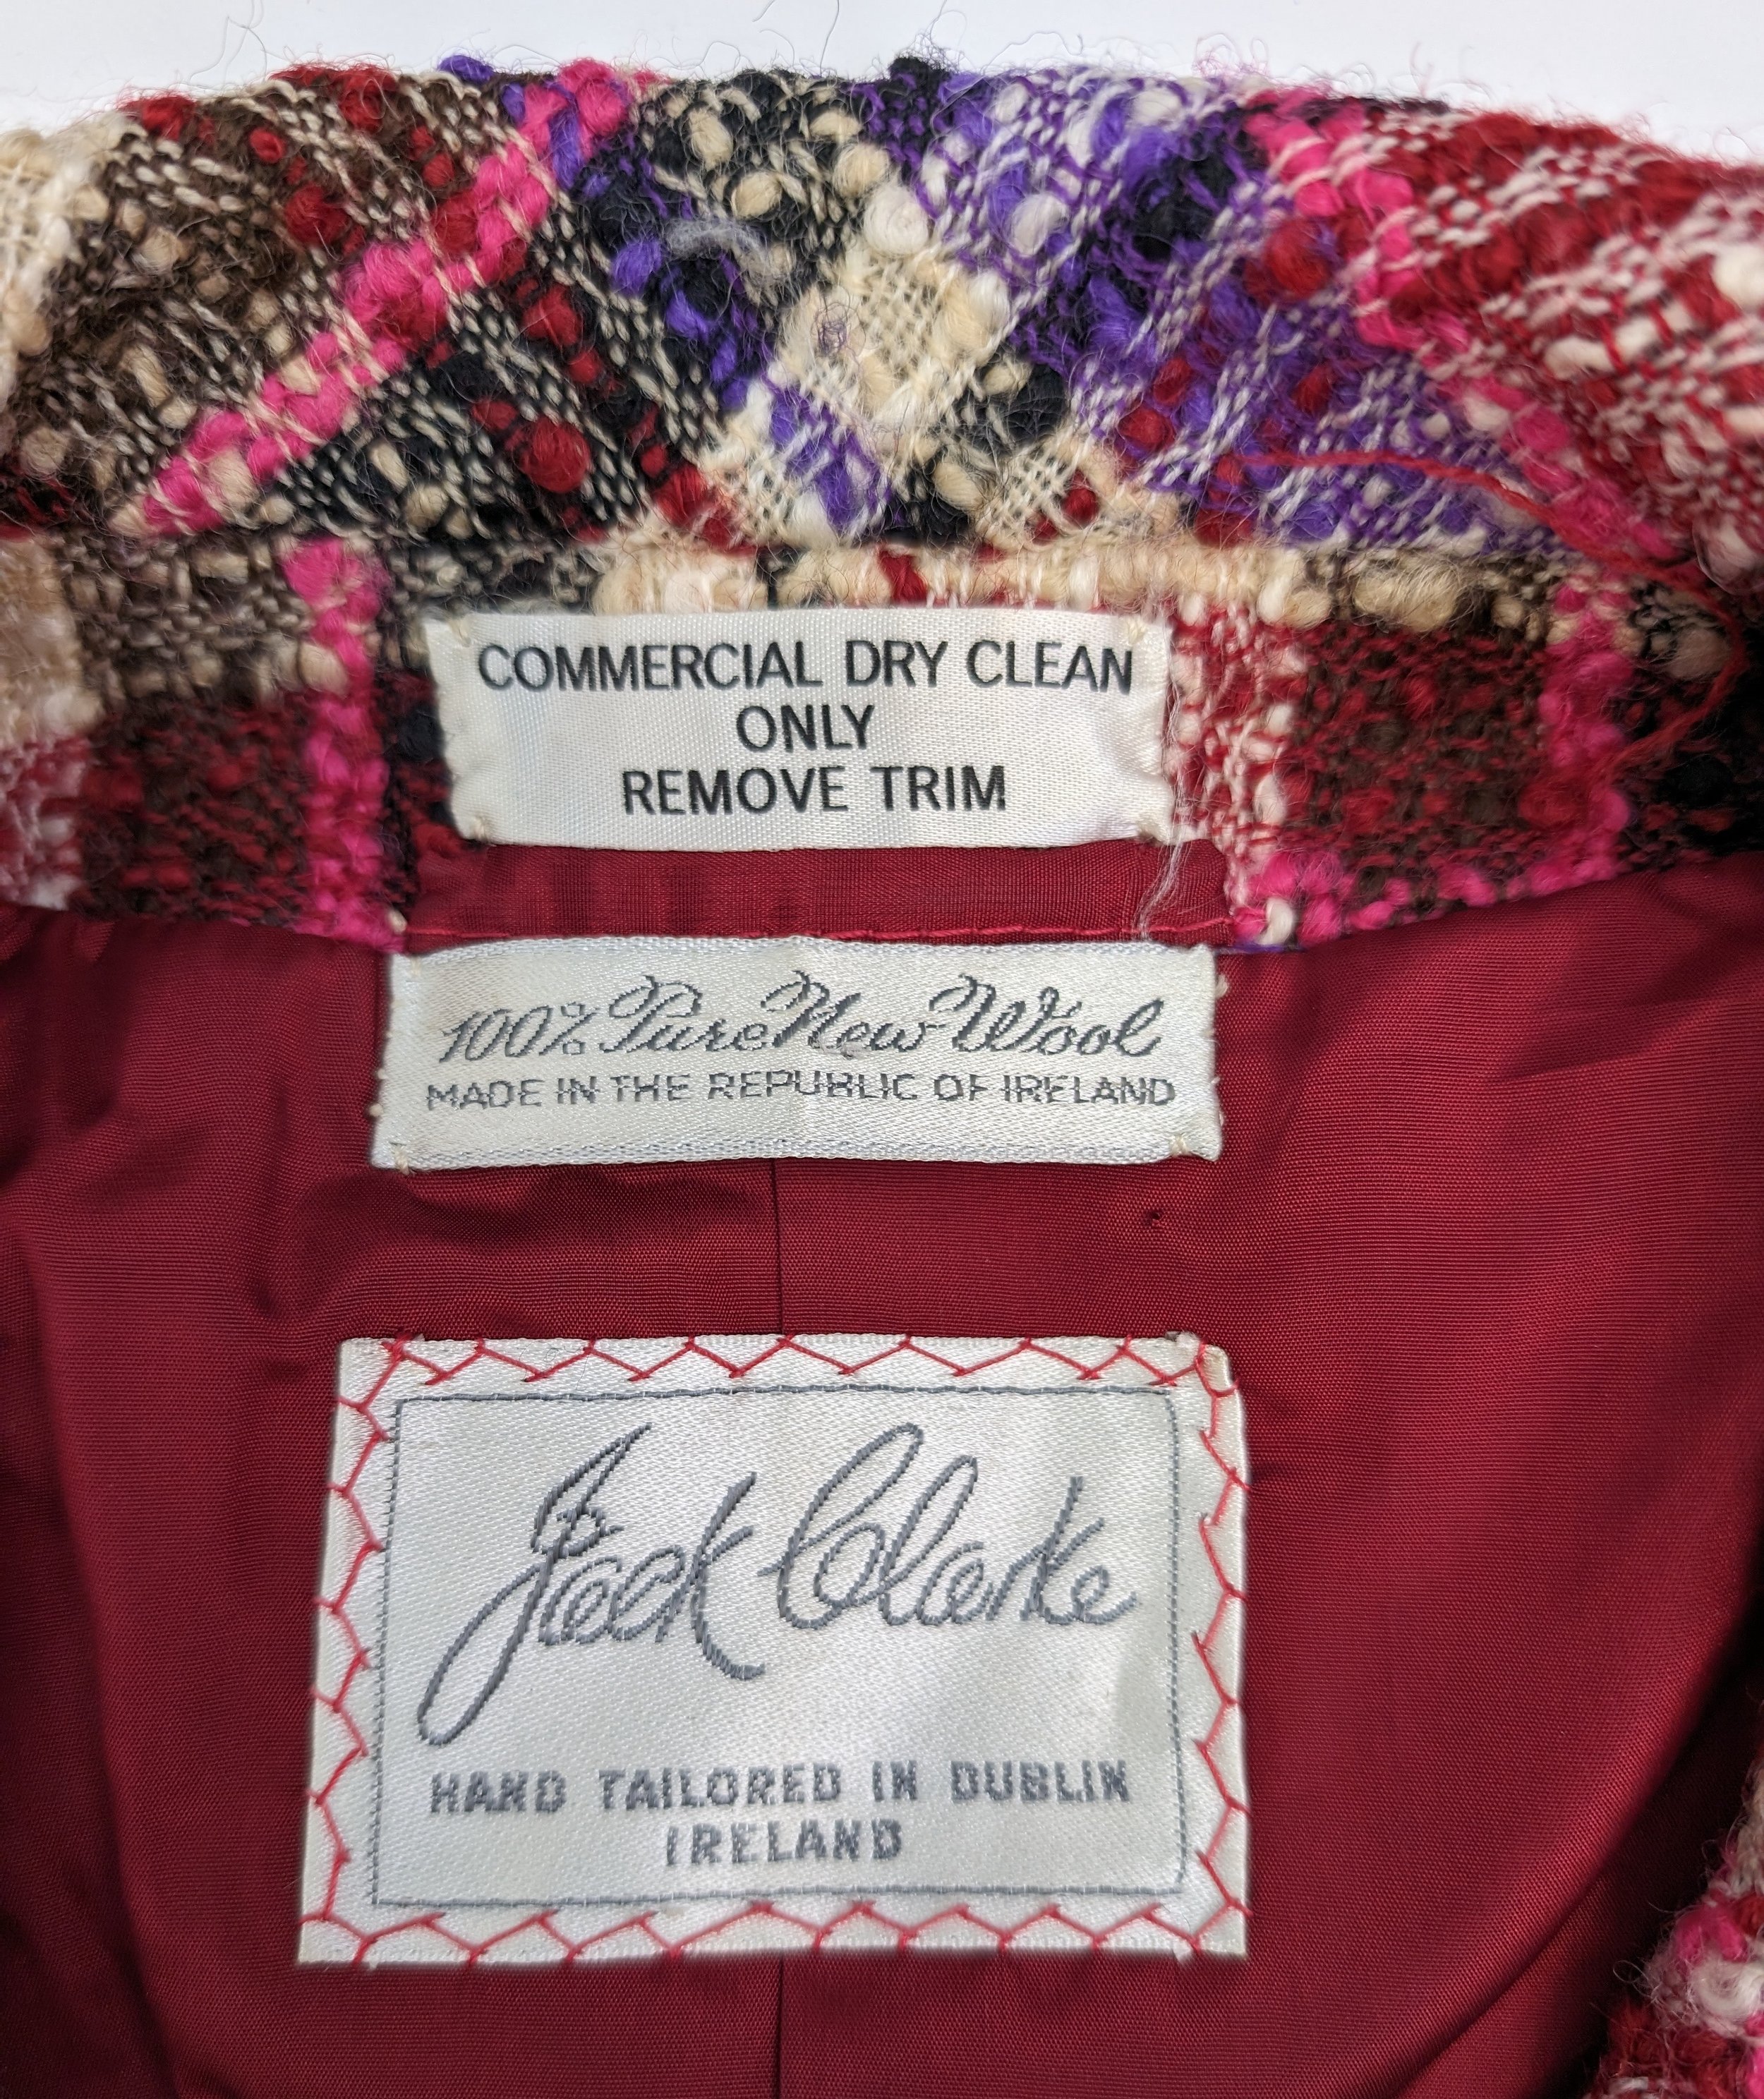 COMMERCIAL DRY CLEAN
ONLY
REMOVE TRIM
100% Pure New Wool
MADE IN THE REPUBLIC OF IRELAND
Jack Clarke
HAND TAILORED IN DUBLIN
IRELAND